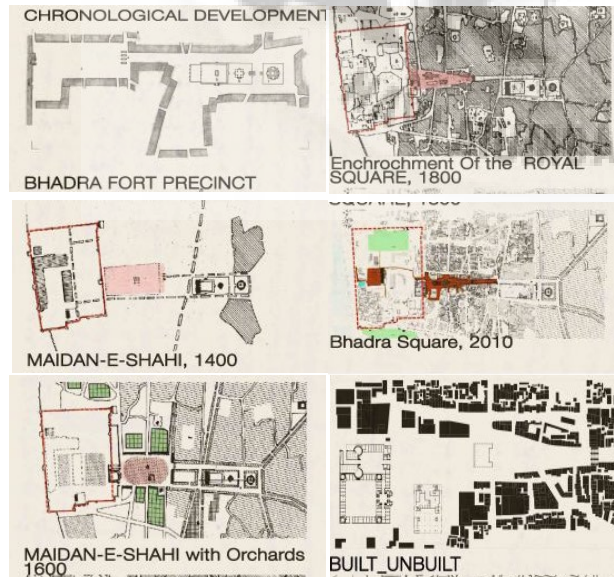 CHRONOLOGICAL DEVELOPMENT
BHADRA FORT PRECINCT
Enchrochment Of the ROYAL
SQUARE, 1800
MAIDAN-E-SHAHI, 1400
Bhadra Square, 2010
MAIDAN-E-SHAHI with Orchards
1600
BUILT_UNBUILT